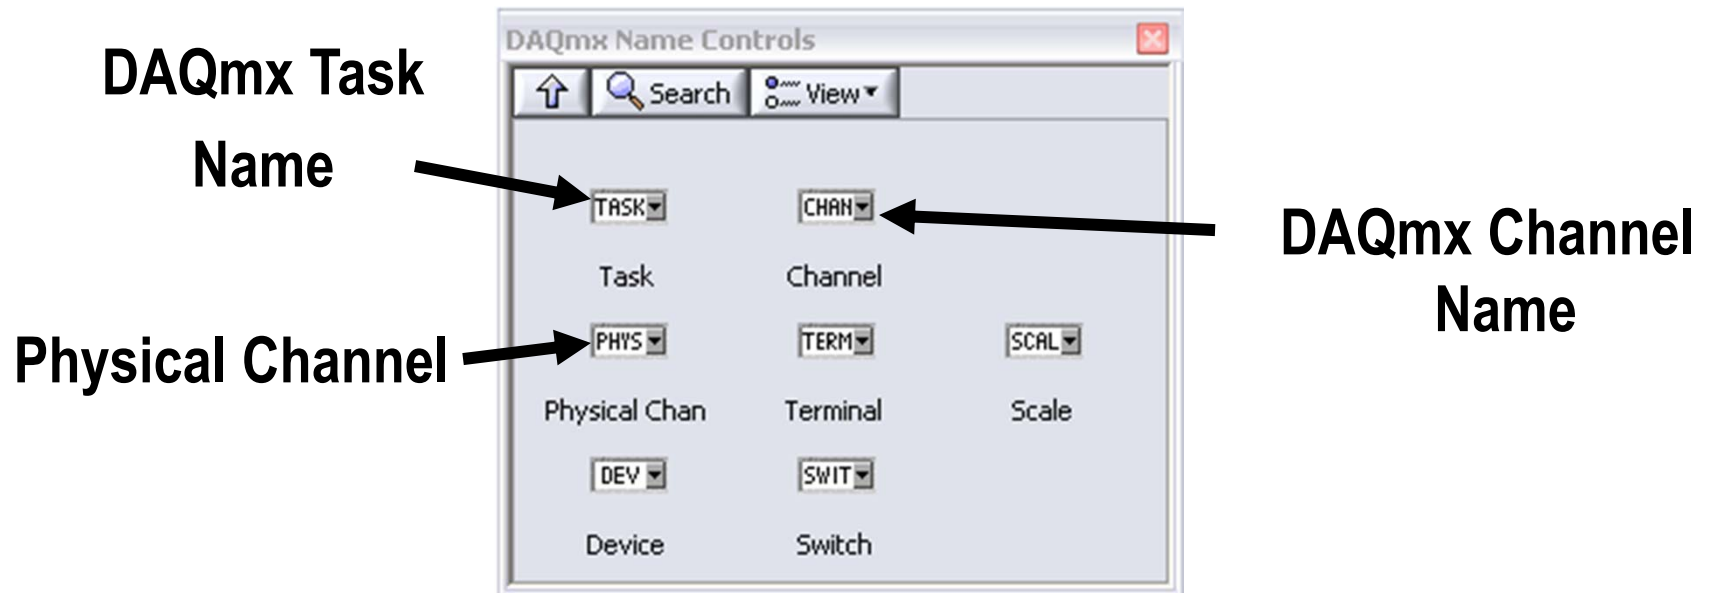 DAQmx Task
Name
Physical Channel
DAQmx Name Controls
Search View
TASK CHAN
Task Channel
PHYS TERM SCAL
Physical Chan Terminal Scale
DEV SWIT
Device Switch
DAQmx Channel
Name